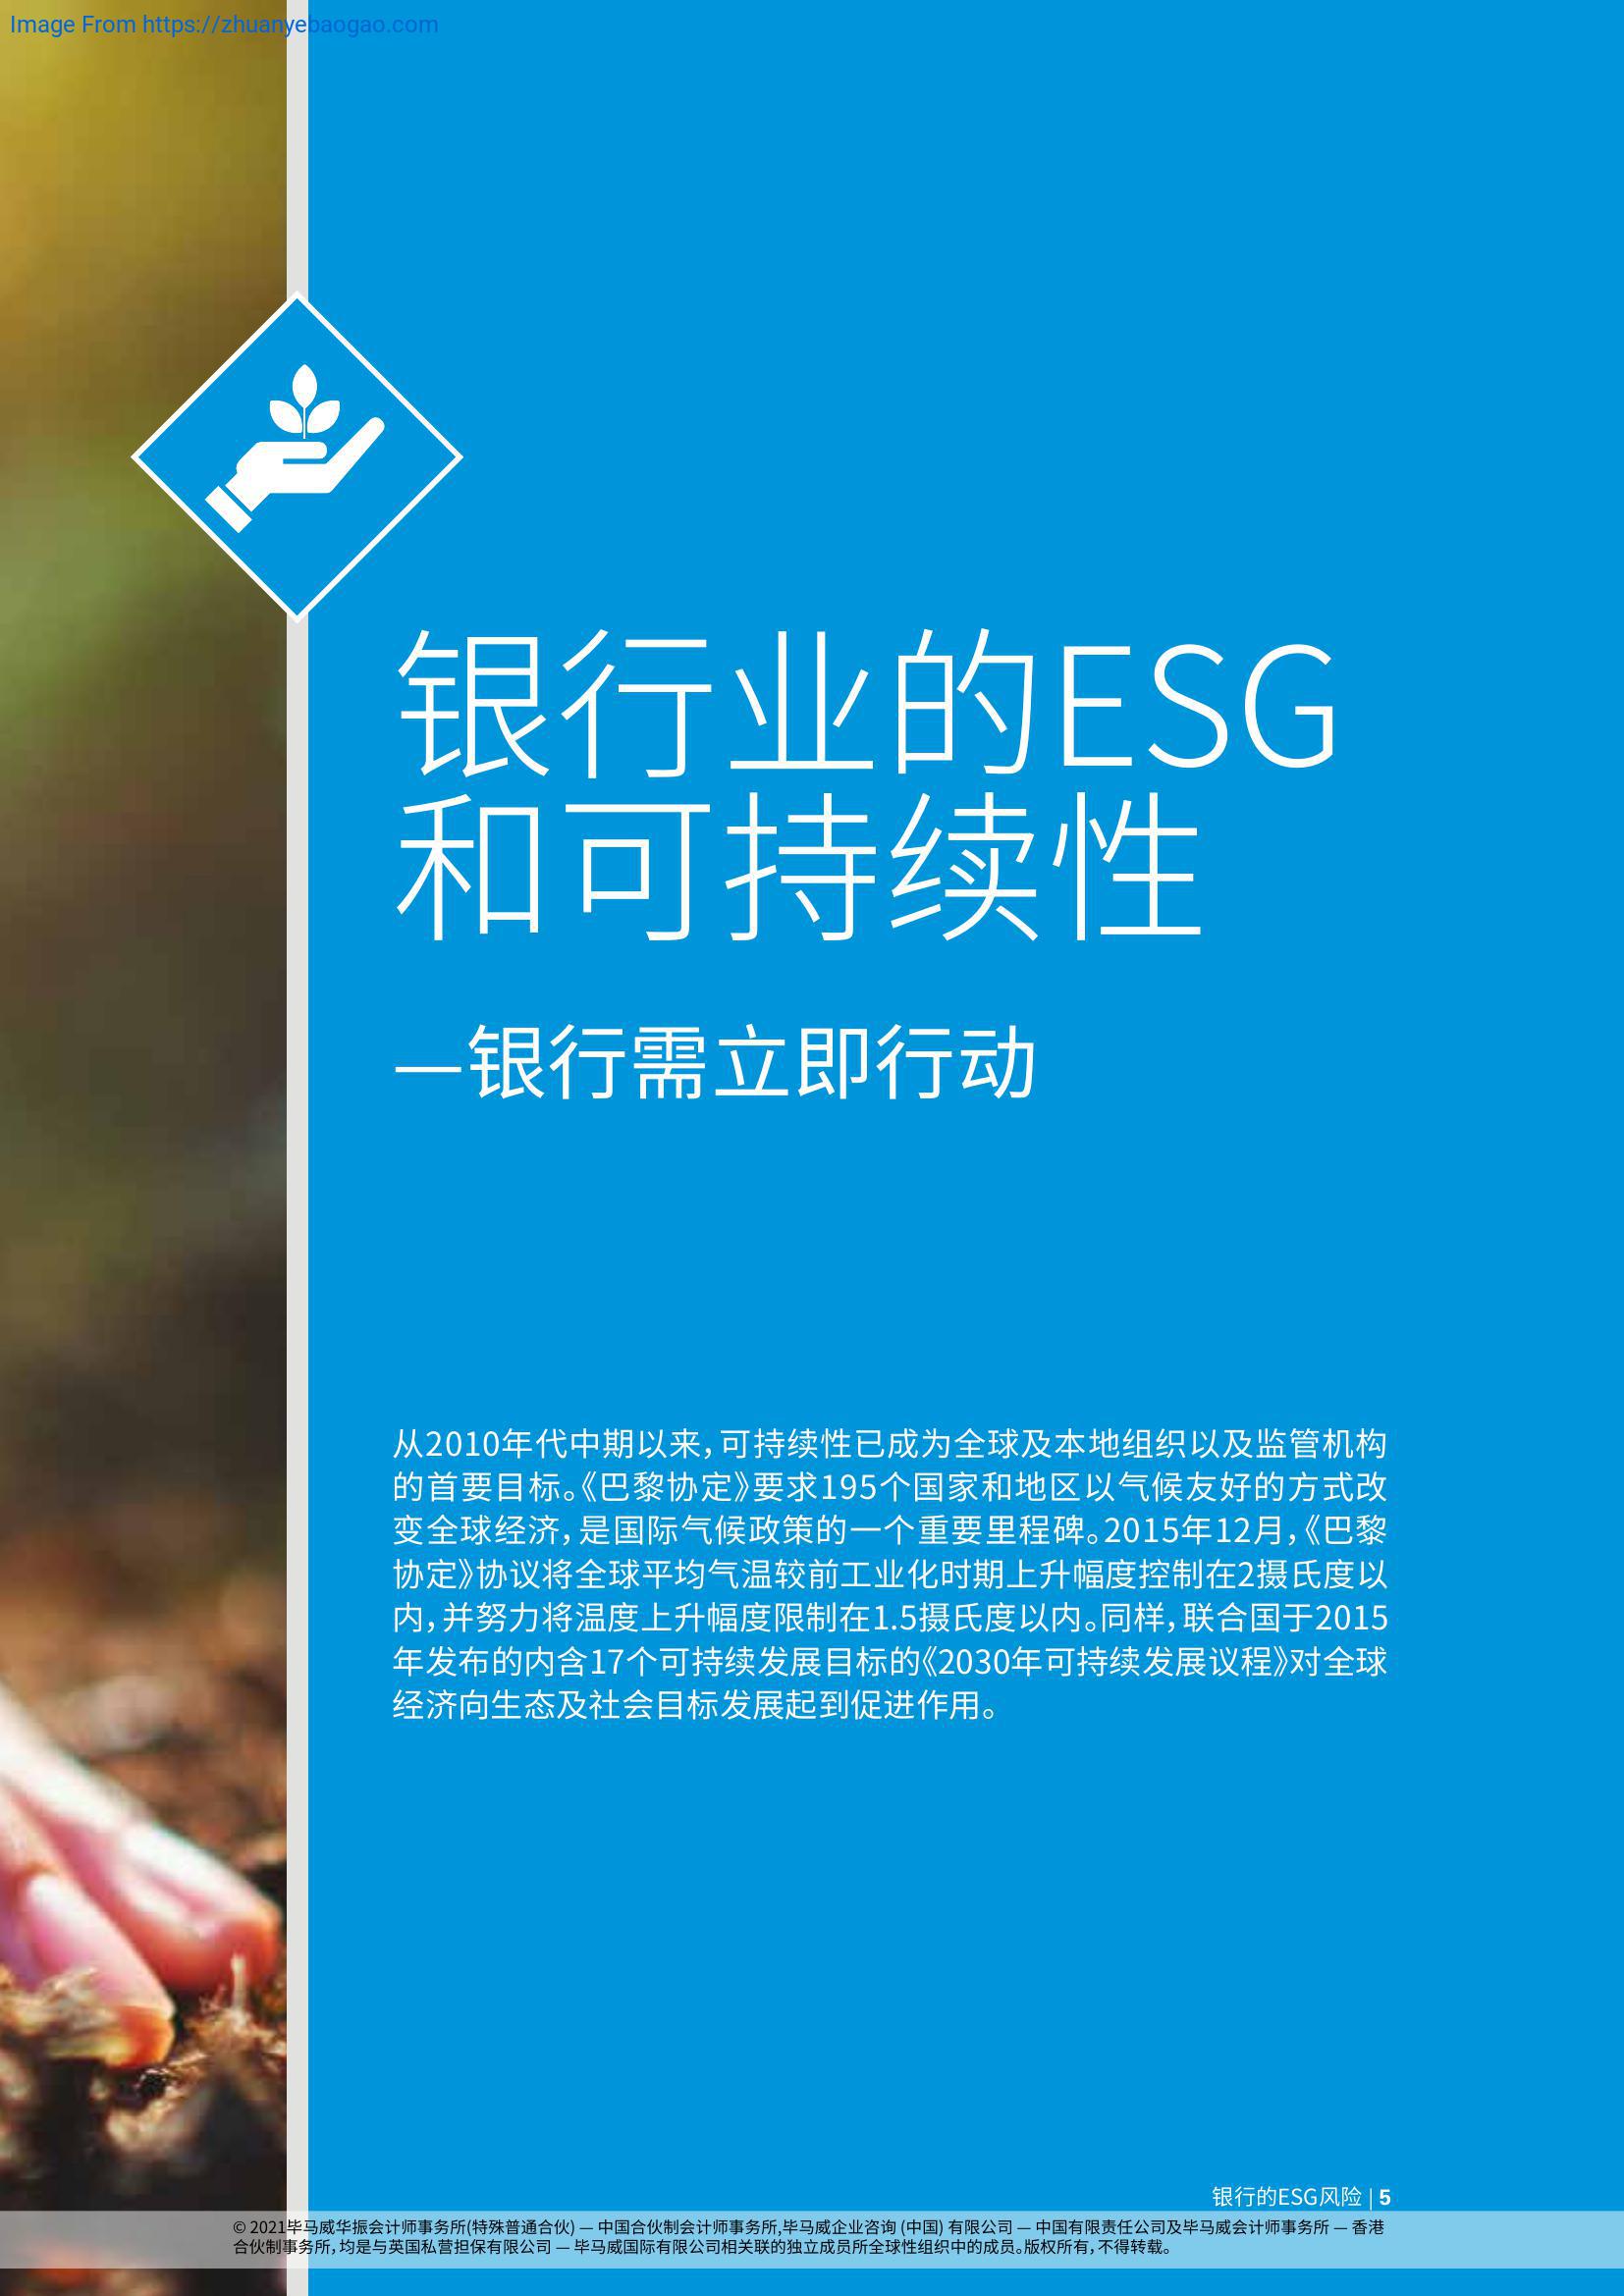 Image From https://zhuanyebaogao.com
银行业的ESG
和可持续性
—银行需立即行动
从2010年代中期以来，可持续性已成为全球及本地组织以及监管机构
的首要目标。《巴黎协定》要求195个国家和地区以气候友好的方式改
变全球经济，是国际气候政策的一个重要里程碑。2015年12月，《巴黎
协定》协议将全球平均气温较前工业化时期上升幅度控制在2摄氏度以
内，并努力将温度上升幅度限制在1.5摄氏度以内。同样，联合国于2015
年发布的内含17个可持续发展目标的《2030年可持续发展议程》对全球
经济向生态及社会目标发展起到促进作用。
银行的ESG风险 | 5
© 2021毕马威华振会计师事务所(特殊普通合伙) — 中国合伙制会计师事务所,毕马威企业咨询 (中国) 有限公司 — 中国有限责任公司及毕马威会计师事务所 — 香港
合伙制事务所，均是与英国私营担保有限公司 — 毕马威国际有限公司相关联的独立成员所全球性组织中的成员。版权所有，不得转载。